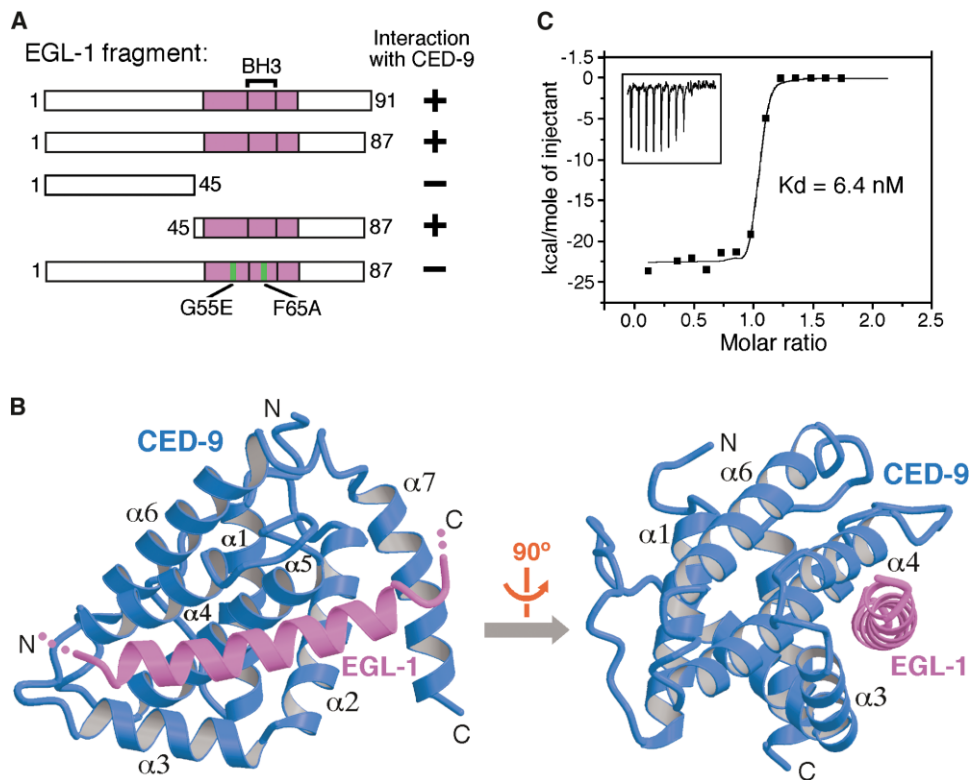 A
EGL-1 fragment:
Interaction
with CED-9
BH3
1 91 +
1 87 +
1 45 –
45 87 +
1 87 –
G55E F65A
C
kcal/mole of injectant
0
-5
-10
-15
-20
-25
-1.5
Kd = 6.4 nM
0.0 0.5 1.0 1.5 2.0 2.5
Molar ratio
B
N
CED-9
α7
α6
α1
C
α5
α4
N
EGL-1
α2
C
α3
90º
N
α6
CED-9
α1
α4
EGL-1
α3
C